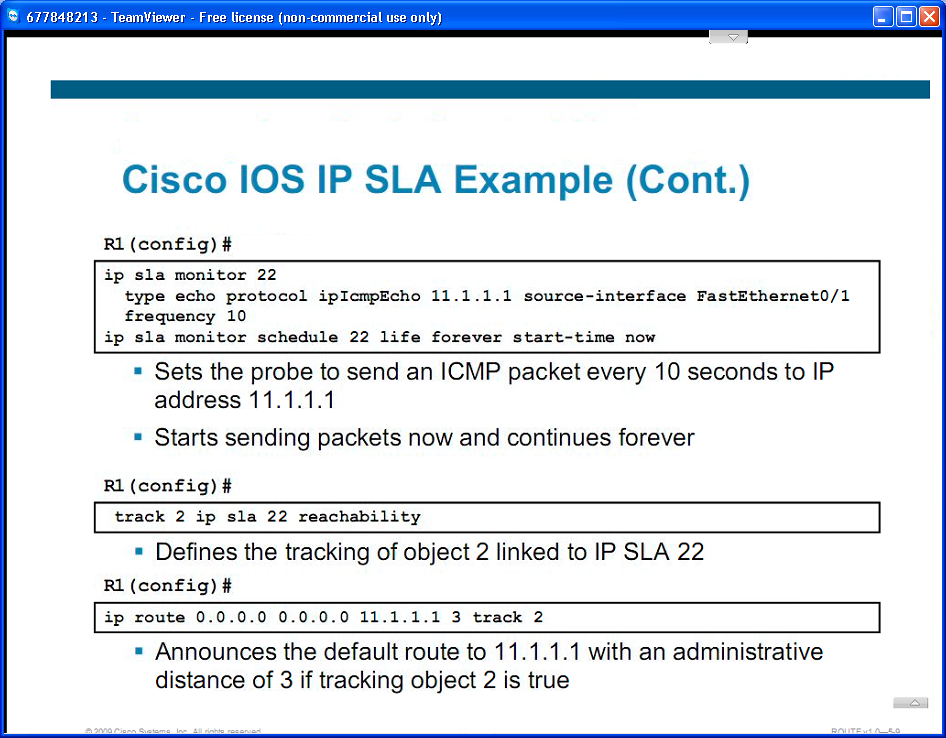 677848213 - TeamViewer - Free license (non-commercial use only)
Cisco IOS IP SLA Example (Cont.)
R1(config)#
ip sla monitor 22
type echo protocol ipIcmpEcho 11.1.1.1 source-interface FastEthernet0/1
frequency 10
ip sla monitor schedule 22 life forever start-time now
Sets the probe to send an ICMP packet every 10 seconds to IP
address 11.1.1.1
Starts sending packets now and continues forever
R1(config)#
track 2 ip sla 22 reachability
Defines the tracking of object 2 linked to IP SLA 22
R1(config)#
ip route 0.0.0.0 0.0.0.0 11.1.1.1 3 track 2
Announces the default route to 11.1.1.1 with an administrative
distance of 3 if tracking object 2 is true
© 2009 Cisco Systems, Inc. All rights reserved.
ROUTE v1.0—5-9